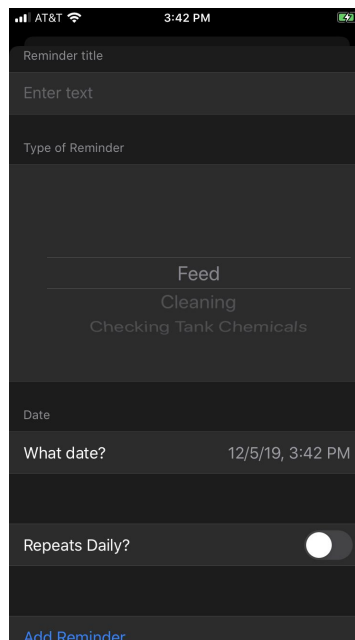 AT&T 3:42 PM
Reminder title
Enter text
Type of Reminder
Feed
Cleaning
Checking Tank Chemicals
Date
What date? 12/5/19, 3:42 PM
Repeats Daily?
Add Reminder